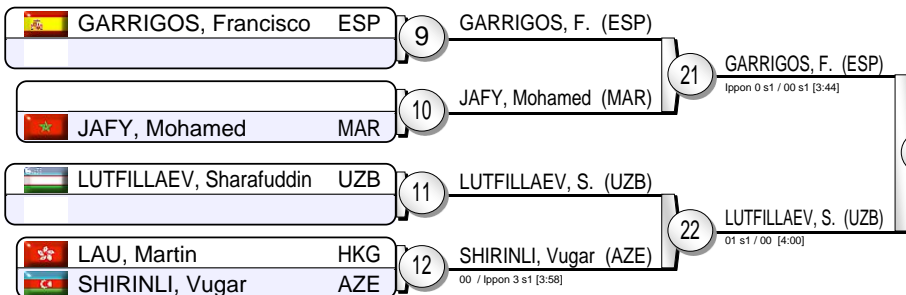 GARRIGOS, Francisco ESP
9
GARRIGOS, F. (ESP)
21
GARRIGOS, F. (ESP)
Ippon 0 s1 / 00 s1 [3:44]
JAFY, Mohamed MAR
10
JAFY, Mohamed (MAR)
LUTFILLAEV, Sharafuddin UZB
11
LUTFILLAEV, S. (UZB)
22
LUTFILLAEV, S. (UZB)
01 s1 / 00 [4:00]
LAU, Martin HKG
SHIRINLI, Vugar AZE
12
SHIRINLI, Vugar (AZE)
00 / Ippon 3 s1 [3:58]